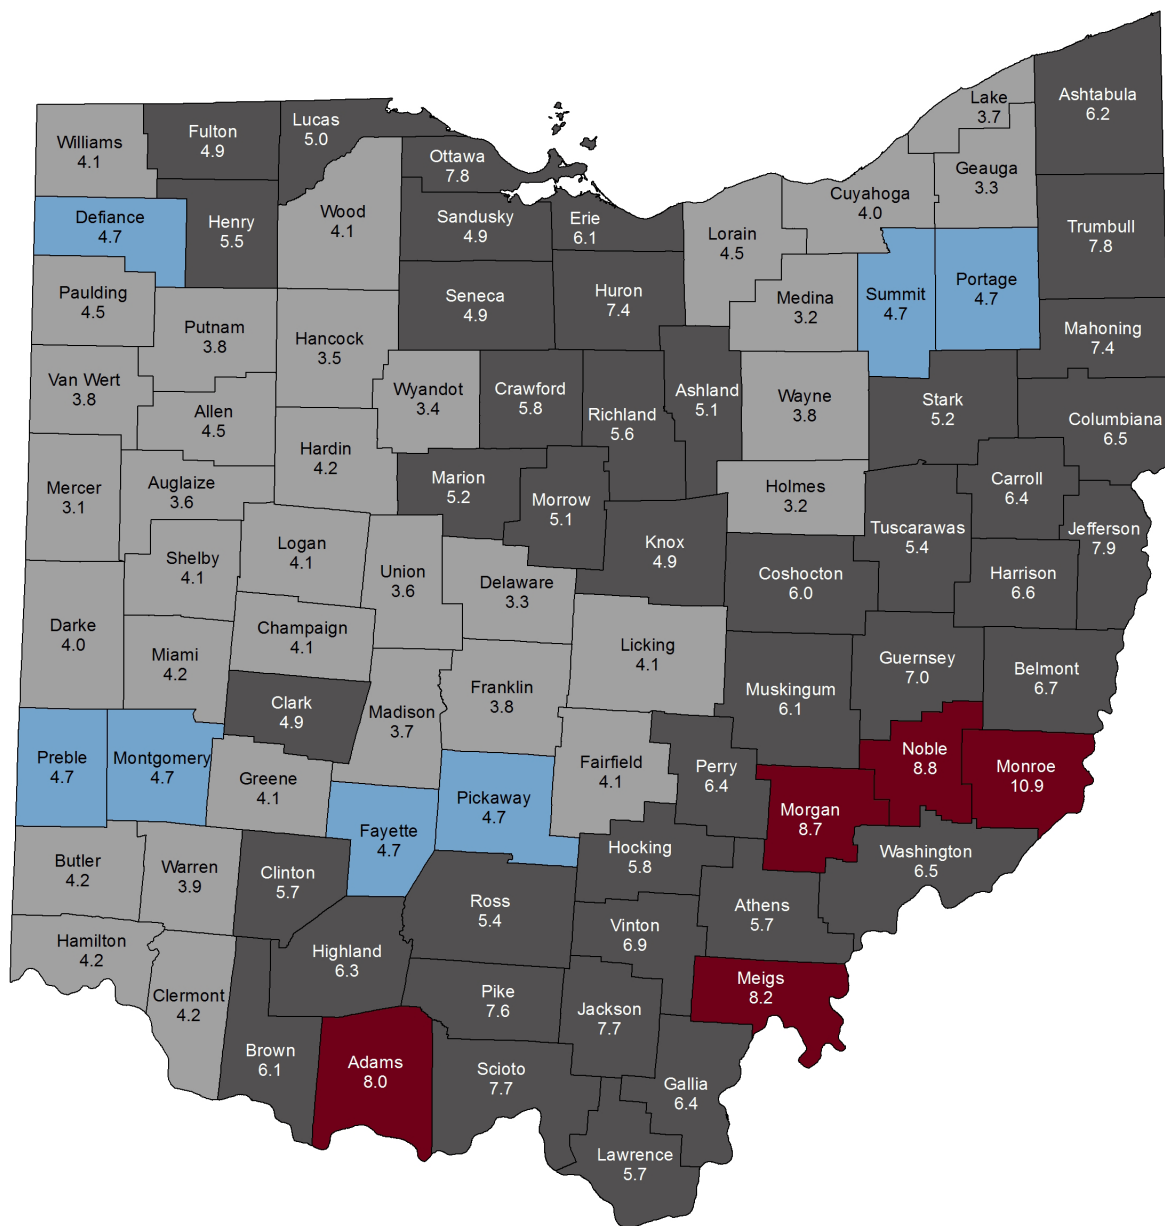 Lake
3.7
Ashtabula
6.2
Williams
4.1
Fulton
4.9
Lucas
5.0
Ottawa
7.8
Geauga
3.3
Cuyahoga
4.0
Defiance
4.7
Henry
5.5
Wood
4.1
Sandusky
4.9
Erie
6.1
Lorain
4.5
Trumbull
7.8
Paulding
4.5
Putnam
3.8
Hancock
3.5
Seneca
4.9
Huron
7.4
Medina
3.2
Summit
4.7
Portage
4.7
Mahoning
7.4
Van Wert
3.8
Allen
4.5
Wyandot
3.4
Crawford
5.8
Richland
5.6
Ashland
5.1
Wayne
3.8
Stark
5.2
Columbiana
6.5
Hardin
4.2
Mercer
3.1
Auglaize
3.6
Marion
5.2
Morrow
5.1
Holmes
3.2
Carroll
6.4
Tuscarawas
5.4
Jefferson
7.9
Shelby
4.1
Logan
4.1
Union
3.6
Delaware
3.3
Knox
4.9
Coshocton
6.0
Harrison
6.6
Darke
4.0
Miami
4.2
Champaign
4.1
Licking
4.1
Guernsey
7.0
Belmont
6.7
Clark
4.9
Madison
3.7
Franklin
3.8
Muskingum
6.1
Preble
4.7
Montgomery
4.7
Greene
4.1
Fairfield
4.1
Perry
6.4
Noble
8.8
Monroe
10.9
Pickaway
4.7
Fayette
4.7
Morgan
8.7
Butler
4.2
Warren
3.9
Clinton
5.7
Hocking
5.8
Washington
6.5
Ross
5.4
Athens
5.7
Vinton
6.9
Hamilton
4.2
Highland
6.3
Clermont
4.2
Pike
7.6
Jackson
7.7
Meigs
8.2
Brown
6.1
Adams
8.0
Scioto
7.7
Gallia
6.4
Lawrence
5.7